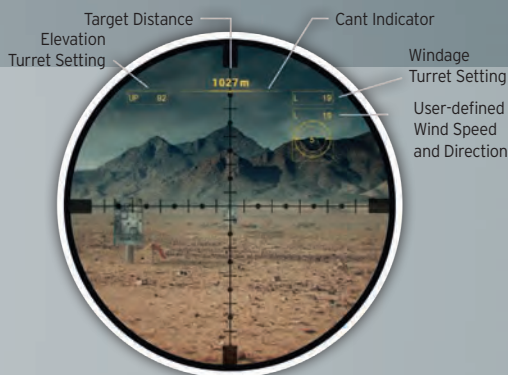 Target Distance
Cant Indicator
Elevation
Turret Setting
Windage
Turret Setting
1027m
UP 82
L 19
L 19
User-defined
Wind Speed
and Direction